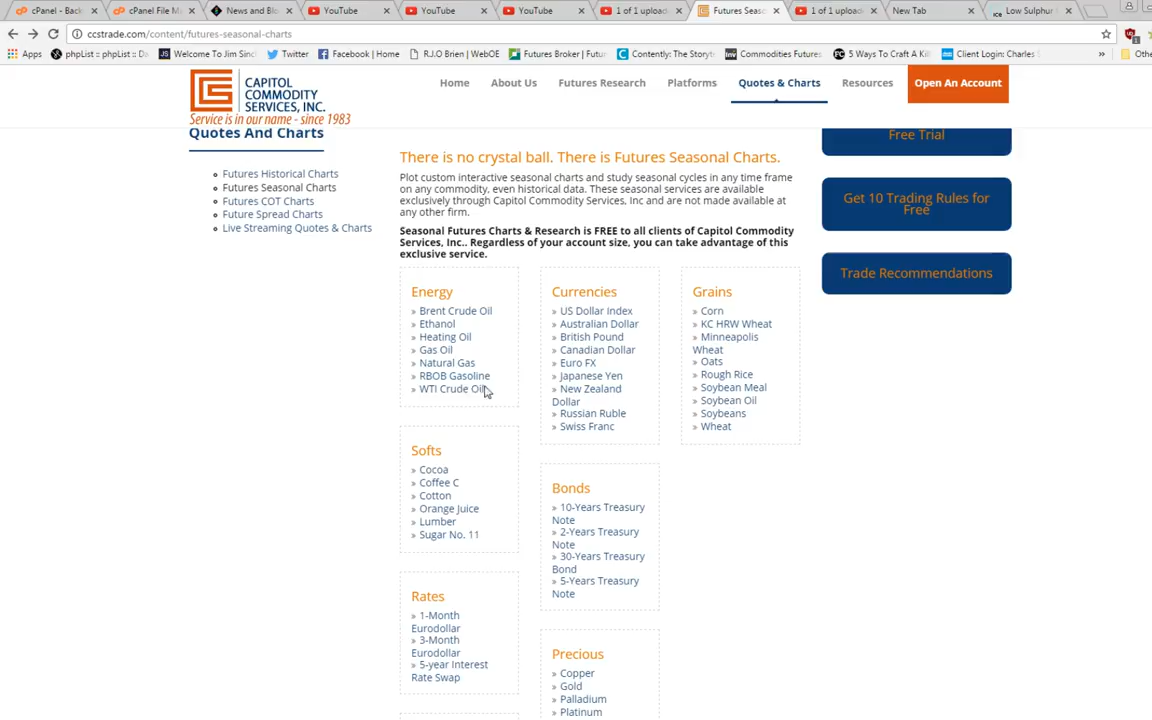 cPanel - Back
cPanel File M
News and Blo
YouTube
YouTube
YouTube
1 of 1 upload
Futures Seaso
1 of 1 upload
New Tab
Low Sulphur
ccstrade.com/content/futures-seasonal-charts
Apps
phpList :: phpList :: D
Welcome To Jim Sinc
Twitter
Facebook | Home
R.J.O Brien | WebOE
Futures Broker | Futu
Contently: The Storyt
Commodities Futures
5 Ways To Craft A Kil
Client Login: Charles S
»
Othe
CAPITOL
COMMODITY
SERVICES, INC.
Service is in our name - since 1983
Home
About Us
Futures Research
Platforms
Quotes & Charts
Resources
Open An Account
Quotes And Charts
Futures Historical Charts
Futures Seasonal Charts
Futures COT Charts
Future Spread Charts
Live Streaming Quotes & Charts
There is no crystal ball. There is Futures Seasonal Charts.
Plot custom interactive seasonal charts and study seasonal cycles in any time frame
on any commodity, even historical data. These seasonal services are available
exclusively through Capitol Commodity Services, Inc and are not made available at
any other firm.
Seasonal Futures Charts & Research is FREE to all clients of Capitol Commodity
Services, Inc.. Regardless of your account size, you can take advantage of this
exclusive service.
Energy
» Brent Crude Oil
» Ethanol
» Heating Oil
» Gas Oil
» Natural Gas
» RBOB Gasoline
» WTI Crude Oil
Softs
» Cocoa
» Coffee C
» Cotton
» Orange Juice
» Lumber
» Sugar No. 11
Rates
» 1-Month
Eurodollar
» 3-Month
Eurodollar
» 5-year Interest
Rate Swap
Currencies
» US Dollar Index
» Australian Dollar
» British Pound
» Canadian Dollar
» Euro FX
» Japanese Yen
» New Zealand
Dollar
» Russian Ruble
» Swiss Franc
Bonds
» 10-Years Treasury
Note
» 2-Years Treasury
Note
» 30-Years Treasury
Bond
» 5-Years Treasury
Note
Precious
» Copper
» Gold
» Palladium
» Platinum
Grains
» Corn
» KC HRW Wheat
» Minneapolis
Wheat
» Oats
» Rough Rice
» Soybean Meal
» Soybean Oil
» Soybeans
» Wheat
Free Trial
Get 10 Trading Rules for
Free
Trade Recommendations